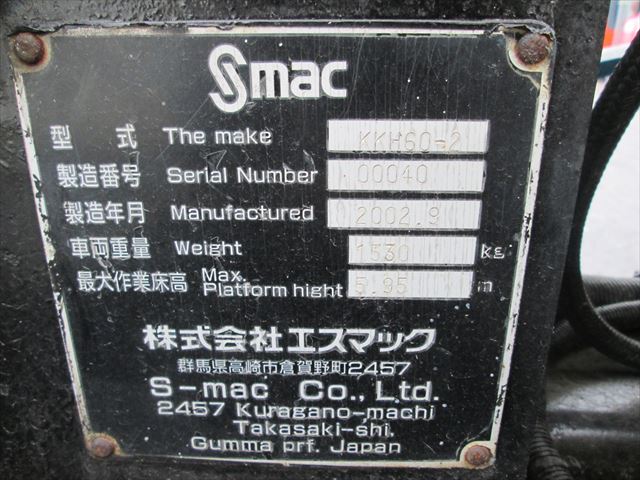 Smac
型 式 The make KKH60-2
製造番号 Serial Number 00040
製造年月 Manufactured 2002.9
車両重量 Weight 1530 kg
最大作業床高 Max. Platform hight 5.95 m
株式会社エスマック
群馬県高崎市倉賀野町2457
S-mac Co., Ltd.
2457 Kuragano-machi
Takasaki-shi.
Gumma prf. Japan